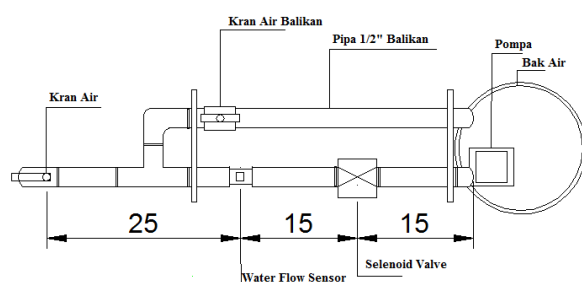 Kran Air Balikan
Pipa 1/2" Balikan
Pompa
Bak Air
Kran Air
25
15
15
Water Flow Sensor
Selenoid Valve